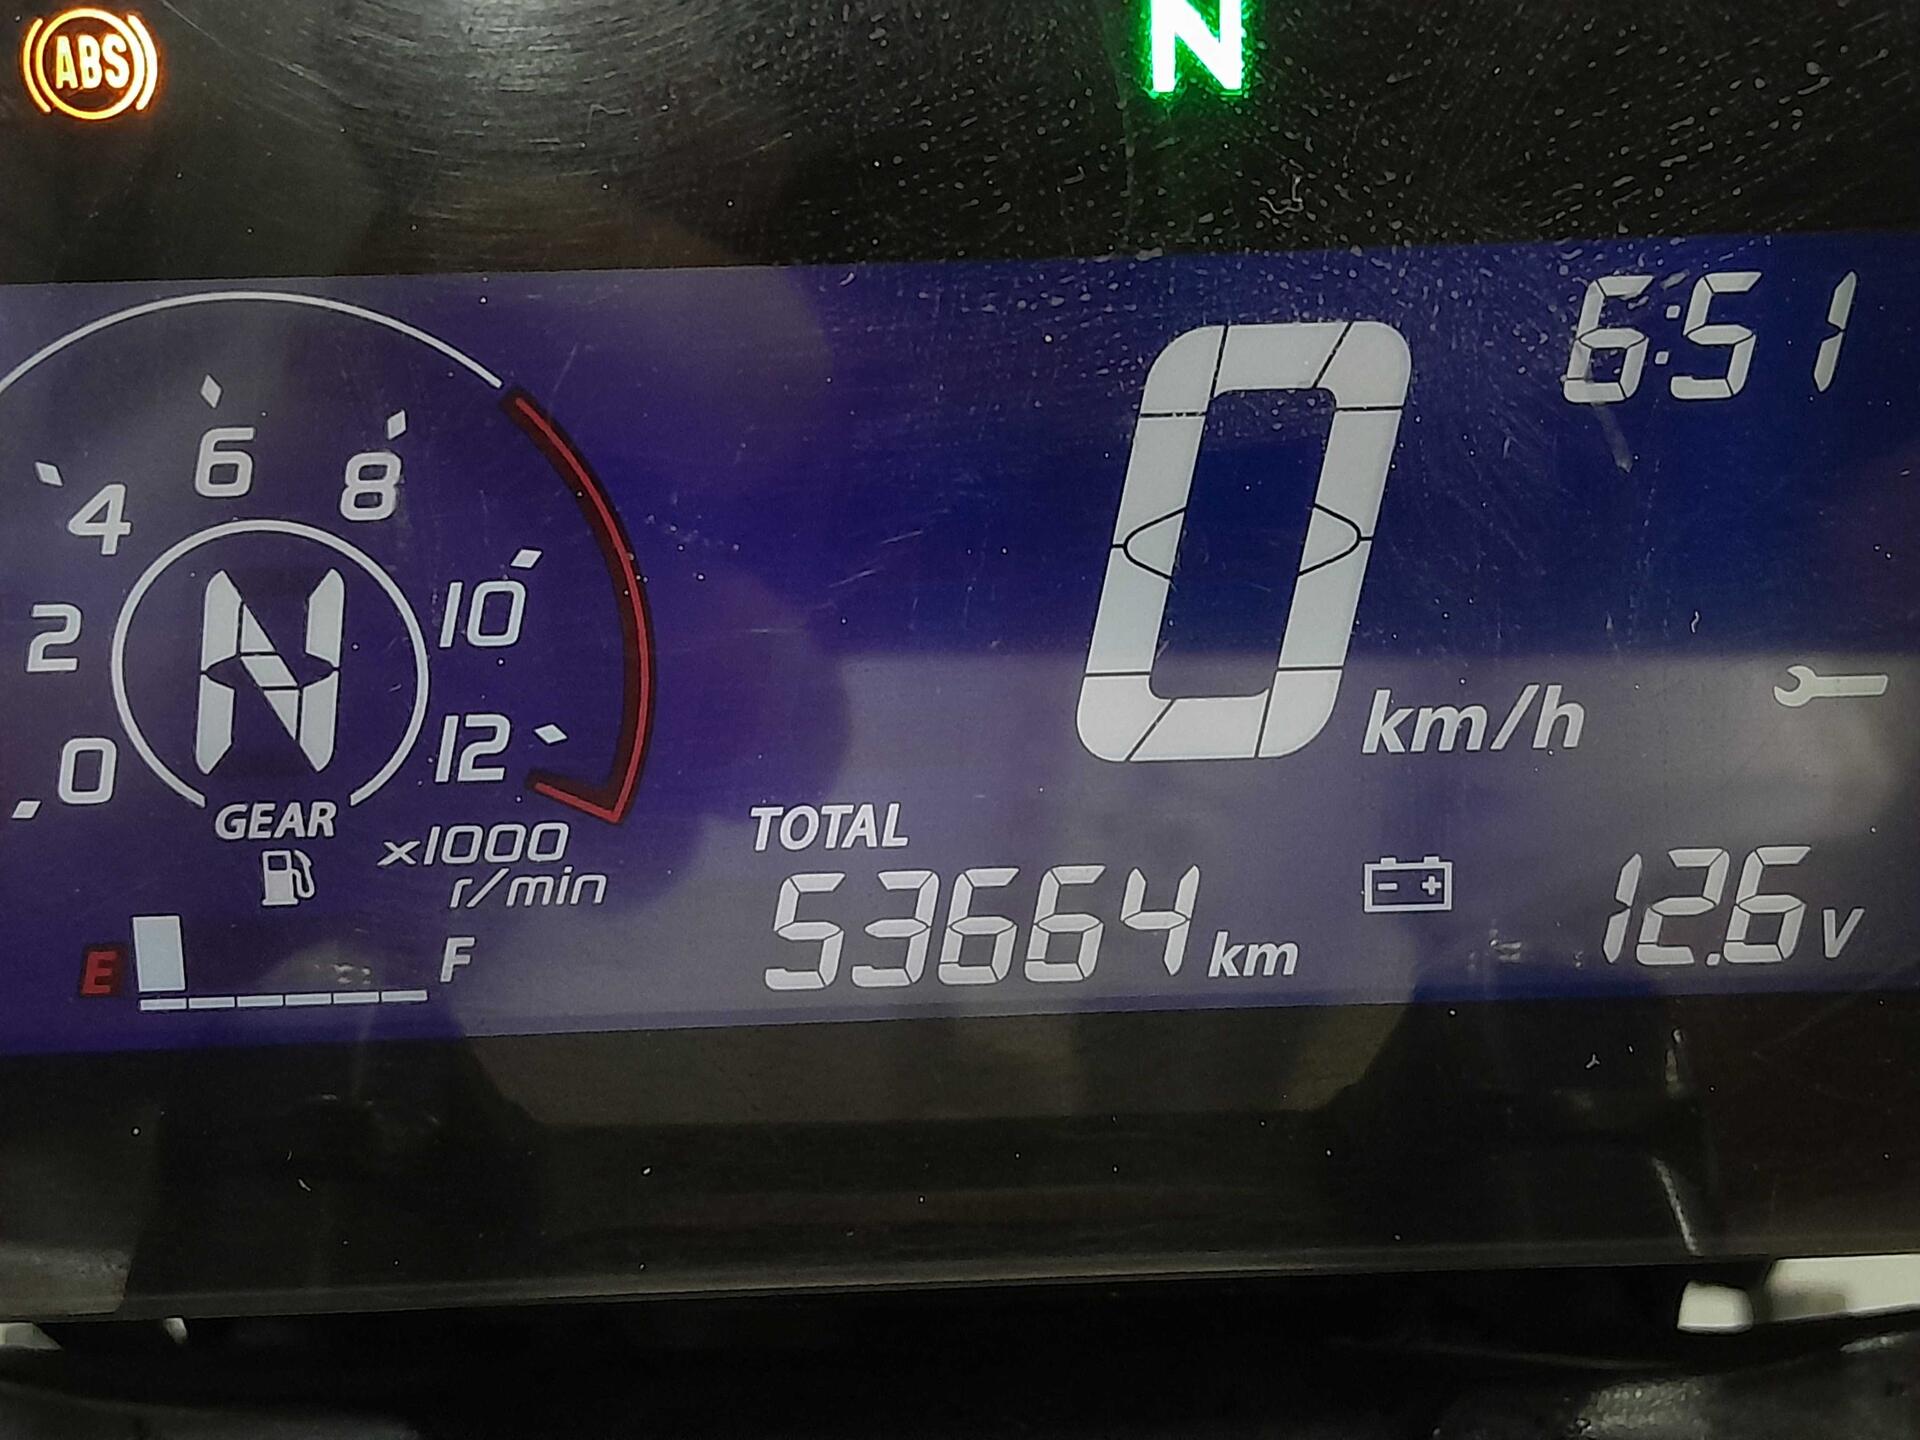 ABS
N
6:51
4
6
8
2
10
0
12
N
GEAR
x1000
r/min
0 km/h
TOTAL
53664 km
- +
12.6 V
E
F